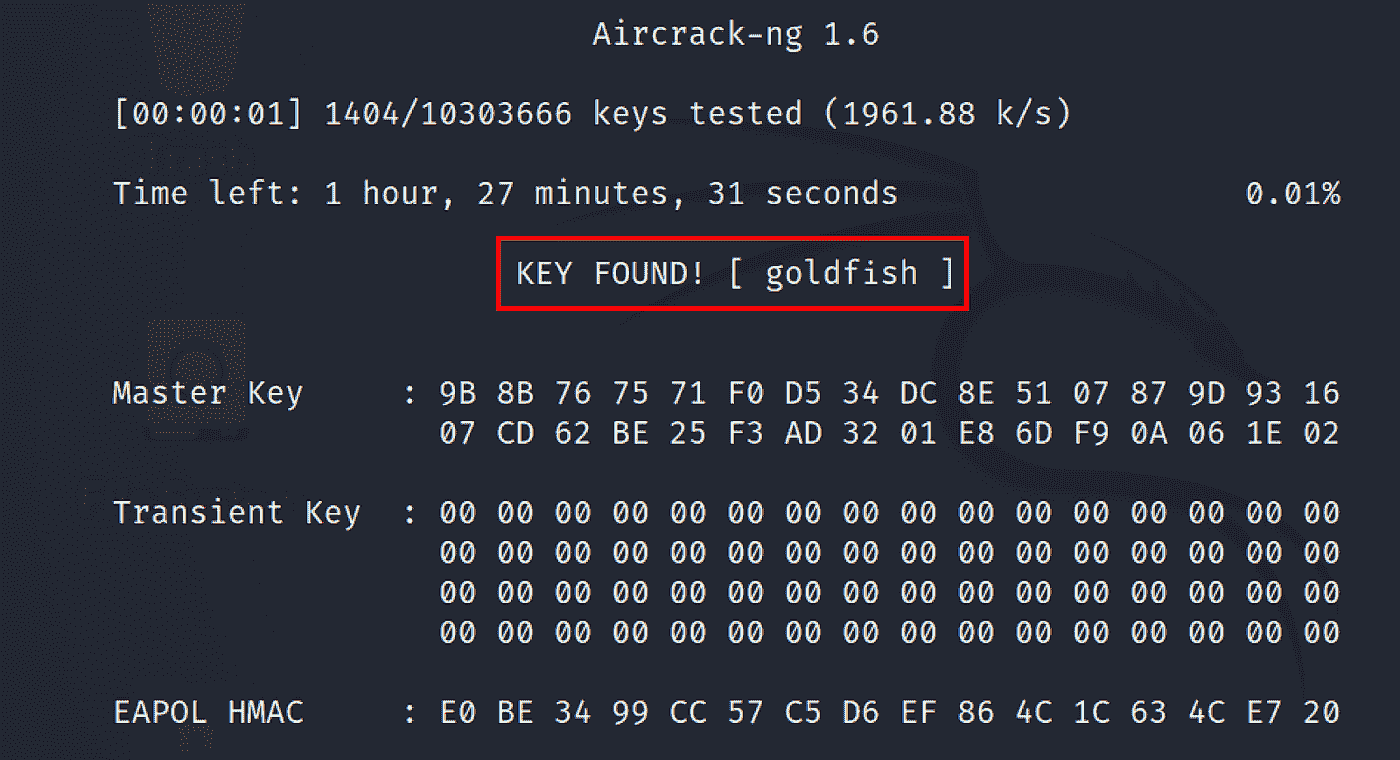 Aircrack-ng 1.6
[00:00:01] 1404/10303666 keys tested (1961.88 k/s)
Time left: 1 hour, 27 minutes, 31 seconds 0.01%
KEY FOUND! [ goldfish ]
Master Key : 9B 8B 76 75 71 F0 D5 34 DC 8E 51 07 87 9D 93 16
07 CD 62 BE 25 F3 AD 32 01 E8 6D F9 0A 06 1E 02
Transient Key : 00 00 00 00 00 00 00 00 00 00 00 00 00 00 00 00
00 00 00 00 00 00 00 00 00 00 00 00 00 00 00 00
00 00 00 00 00 00 00 00 00 00 00 00 00 00 00 00
00 00 00 00 00 00 00 00 00 00 00 00 00 00 00 00
EAPOL HMAC : E0 BE 34 99 CC 57 C5 D6 EF 86 4C 1C 63 4C E7 20